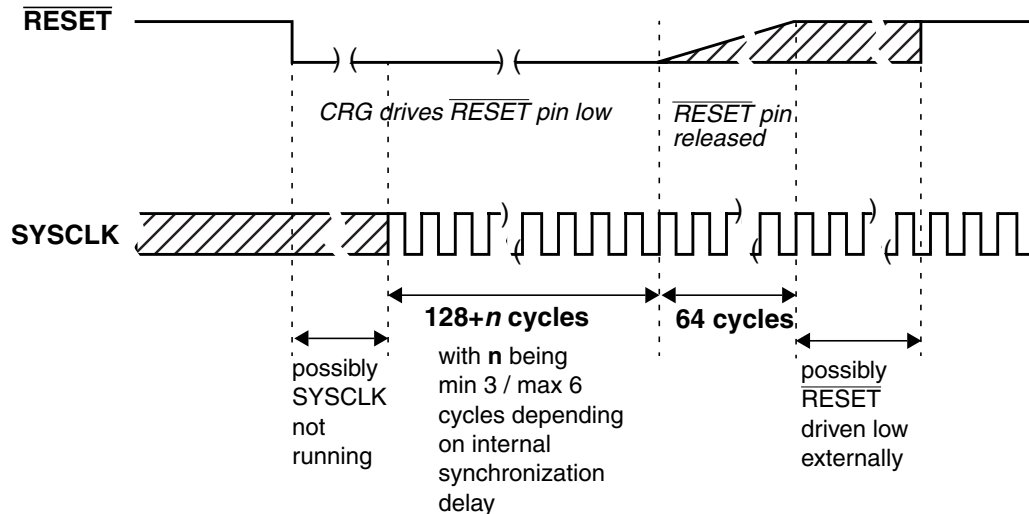 RESET
CRG drives RESET pin low
RESET pin
released
SYSCLK
128+n cycles
with n being
min 3 / max 6
cycles depending
on internal
synchronization
delay
64 cycles
possibly
SYSCLK
not
running
possibly
RESET
driven low
externally